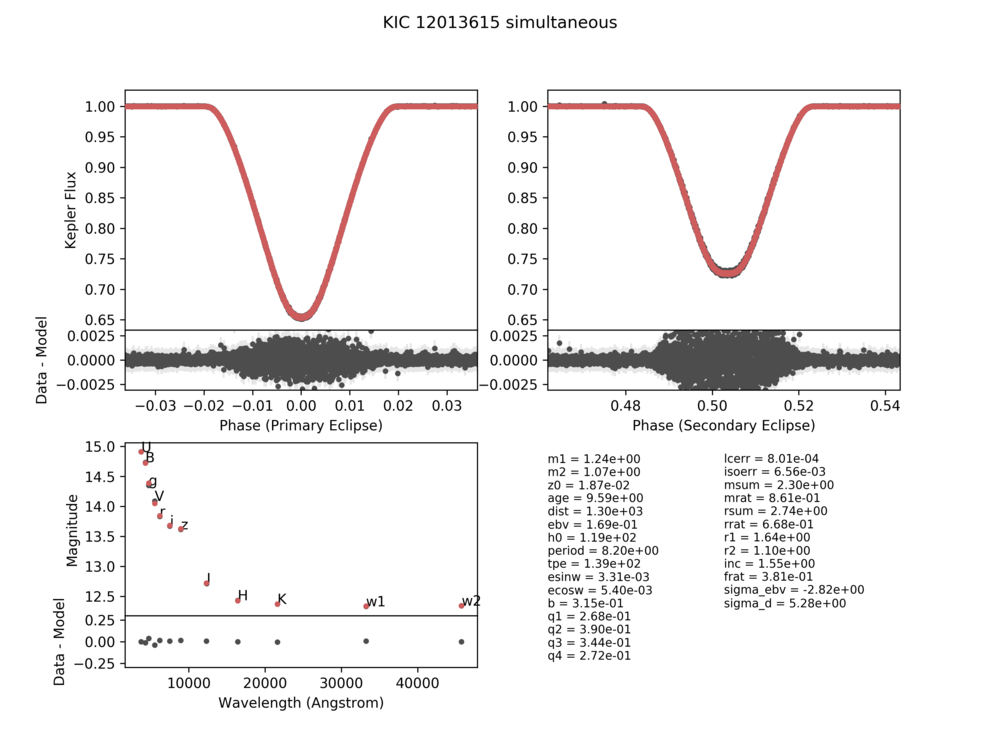 KIC 12013615 simultaneous
1.00
0.95
0.90
0.85
0.80
0.75
0.70
0.65
Kepler Flux
0.0025
0.0000
−0.0025
Data - Model
−0.03 −0.02 −0.01 0.00 0.01 0.02 0.03
Phase (Primary Eclipse)
1.00
0.95
0.90
0.85
0.80
0.75
0.70
0.65
0.0025
0.0000
−0.0025
0.48 0.50 0.52 0.54
Phase (Secondary Eclipse)
15.0
14.5
14.0
13.5
13.0
12.5
Magnitude
U
B
g
V
r
i
z
J
H
K
w1
w2
0.25
0.00
−0.25
Data - Model
10000 20000 30000 40000
Wavelength (Angstrom)
m1 = 1.24e+00
m2 = 1.07e+00
z0 = 1.87e-02
age = 9.59e+00
dist = 1.30e+03
ebv = 1.69e-01
h0 = 1.19e+02
period = 8.20e+00
tpe = 1.39e+02
esinw = 3.31e-03
ecosw = 5.40e-03
b = 3.15e-01
q1 = 2.68e-01
q2 = 3.90e-01
q3 = 3.44e-01
q4 = 2.72e-01
lcerr = 8.01e-04
isoerr = 6.56e-03
msum = 2.30e+00
mrat = 8.61e-01
rsum = 2.74e+00
rrat = 6.68e-01
r1 = 1.64e+00
r2 = 1.10e+00
inc = 1.55e+00
frat = 3.81e-01
sigma_ebv = -2.82e+00
sigma_d = 5.28e+00